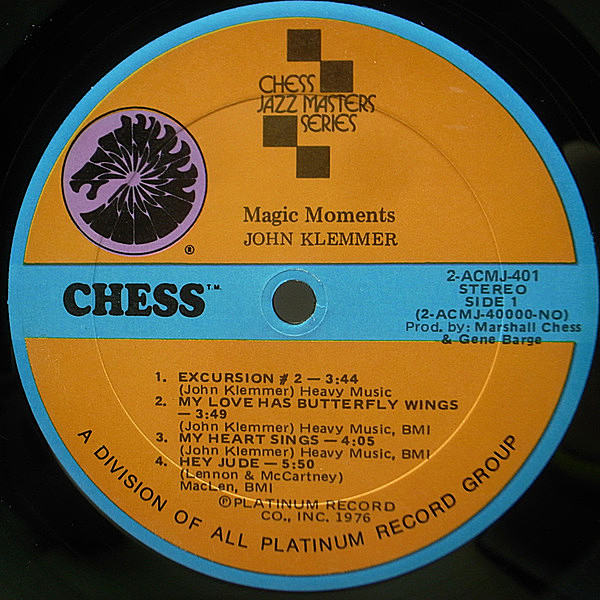 CHESS
JAZZ MASTERS
SERIES
®
Magic Moments
JOHN KLEMMER
CHESS™
2-ACMJ-401
STEREO
SIDE 1
(2-ACMJ-40000-NO)
Prod. by: Marshall Chess
& Gene Barge
1. EXCURSION # 2 — 3:44
(John Klemmer) Heavy Music
2. MY LOVE HAS BUTTERFLY WINGS
— 3:49
(John Klemmer) Heavy Music, BMI
3. MY HEART SINGS — 4:05
(John Klemmer) Heavy Music, BMI
4. HEY JUDE — 5:50
(Lennon & McCartney)
MacLen, BMI
℗PLATINUM RECORD
CO., INC. 1976
A DIVISION OF ALL PLATINUM RECORD GROUP